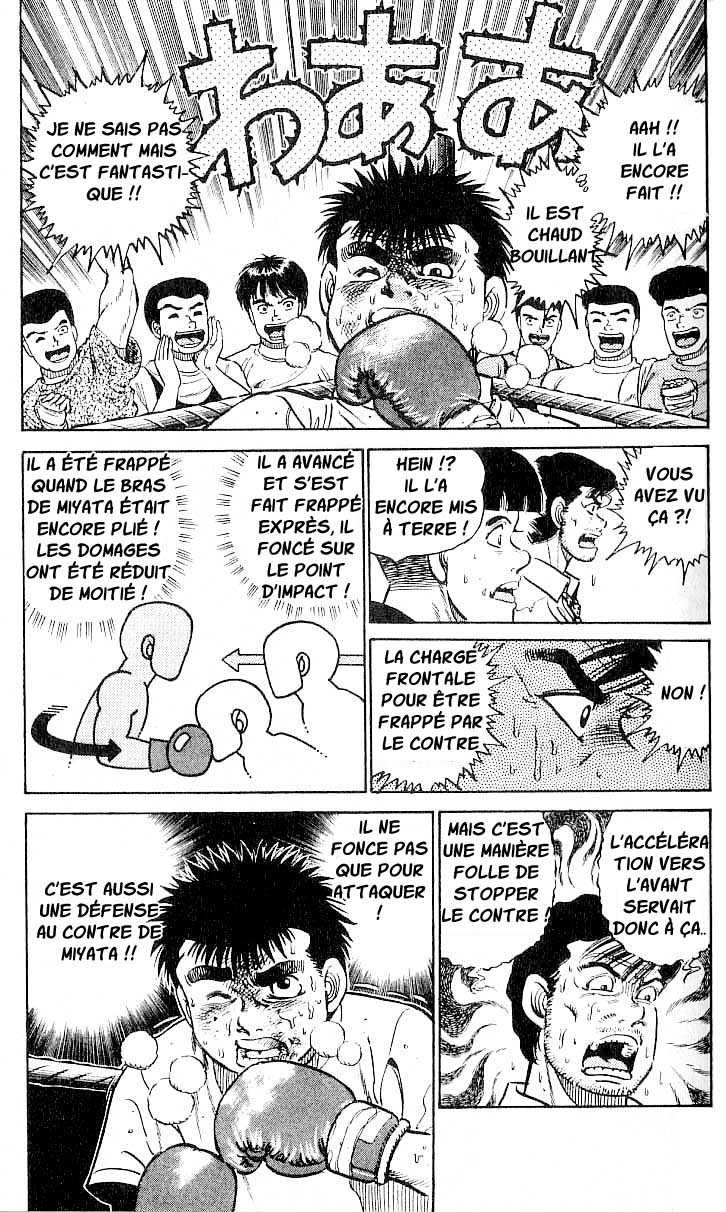 わあぁ
AAH !!
IL L'A
ENCORE
FAIT !!
IL EST
CHAUD
BOUILLANT
JE NE SAIS PAS
COMMENT MAIS
C'EST FANTASTI-
QUE !!
VOUS
AVEZ VU
ÇA ?!
HEIN !?
IL L'A
ENCORE MIS
À TERRE !
NON !
LA CHARGE
FRONTALE
POUR ÊTRE
FRAPPÉ PAR
LE CONTRE
IL A AVANCÉ
ET S'EST
FAIT FRAPPÉ
EXPRÈS, IL
FONCÉ SUR
LE POINT
D'IMPACT !
IL A ÉTÉ FRAPPÉ
QUAND LE BRAS
DE MIYATA ÉTAIT
ENCORE PLIÉ !
LES DOMAGES
ONT ÉTÉ RÉDUIT
DE MOITIÉ !
L'ACCÉLÉRA
TION VERS
L'AVANT
SERVAIT
DONC À ÇA..
MAIS C'EST
UNE MANIÈRE
FOLLE DE
STOPPER
LE CONTRE !
IL NE
FONCE PAS
QUE POUR
ATTAQUER
!
C'EST AUSSI
UNE DÉFENSE
AU CONTRE DE
MIYATA !!